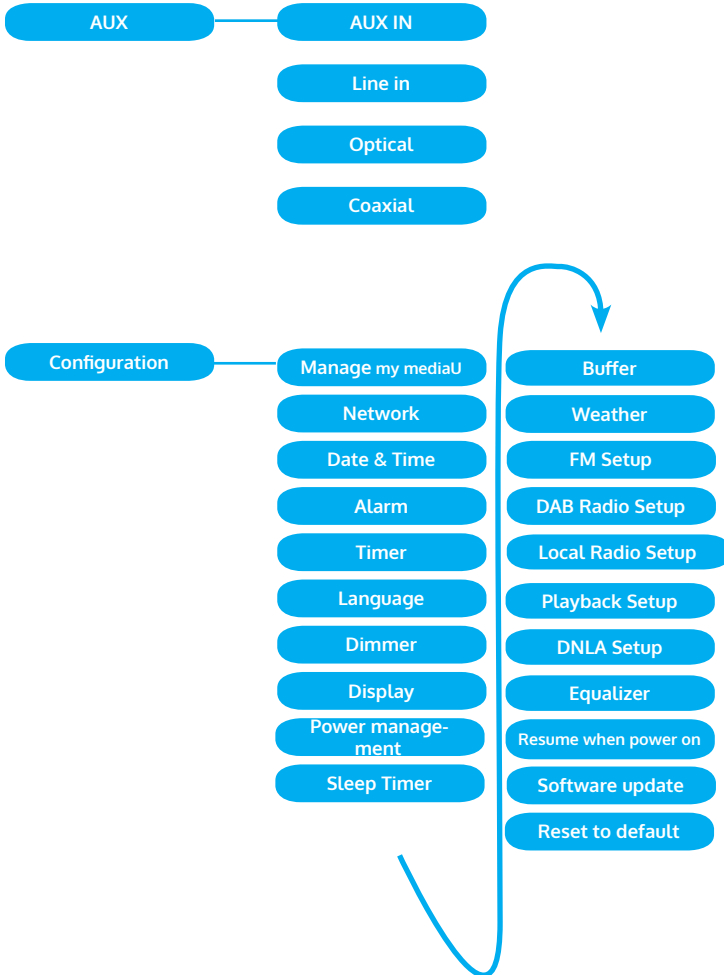 AUX
AUX IN
Line in
Optical
Coaxial
Configuration
Manage my mediaU
Network
Date & Time
Alarm
Timer
Language
Dimmer
Display
Power manage-
ment
Sleep Timer
Buffer
Weather
FM Setup
DAB Radio Setup
Local Radio Setup
Playback Setup
DNLA Setup
Equalizer
Resume when power on
Software update
Reset to default